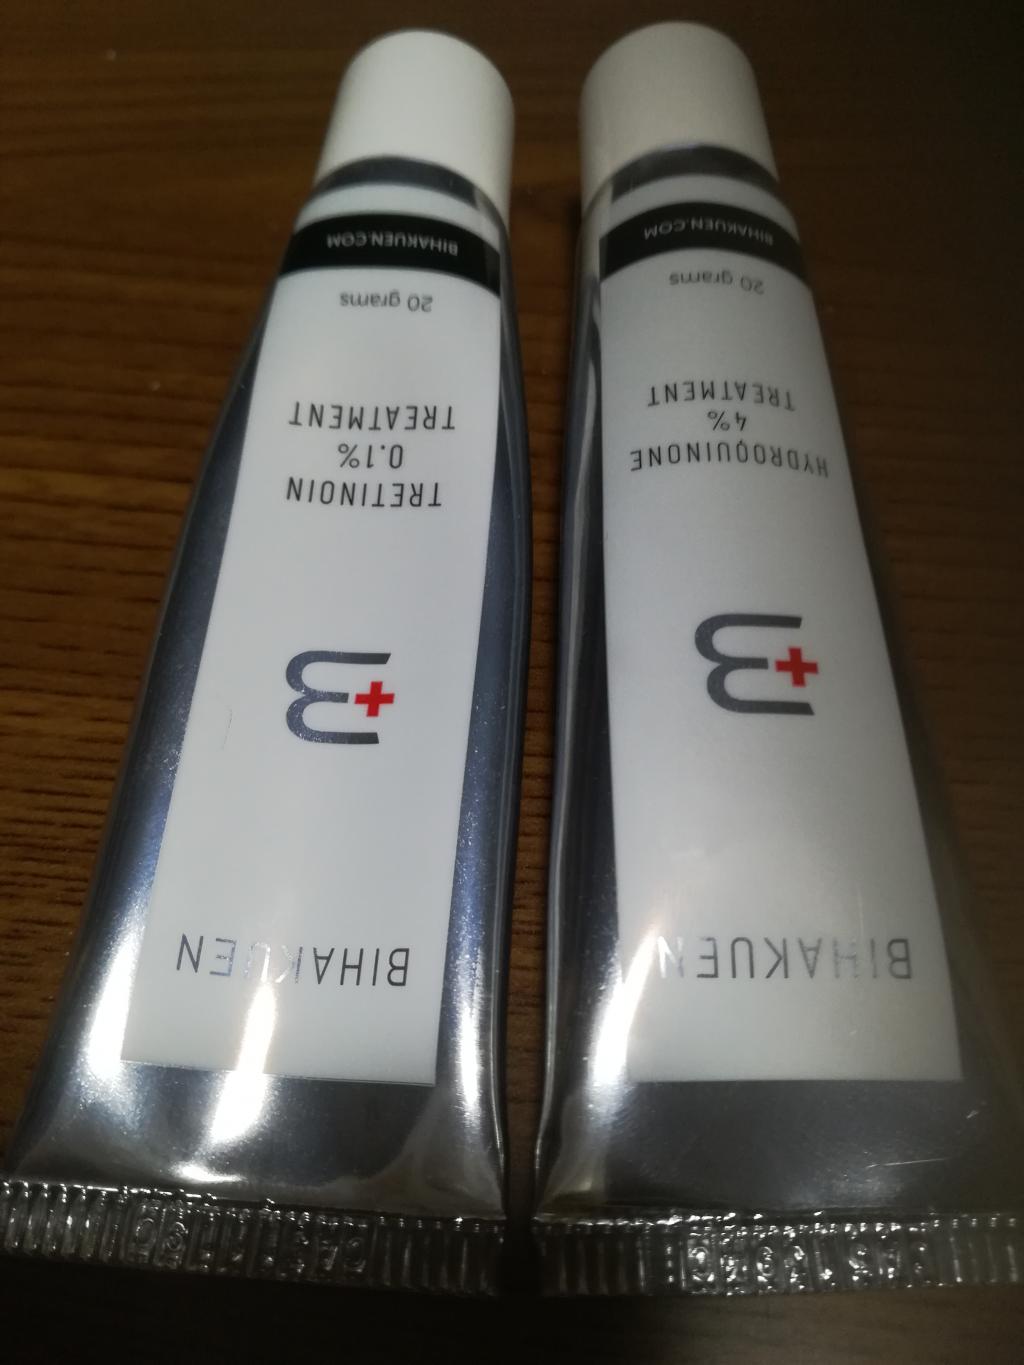 BIHAKUEN
TRETINOIN
0.1%
TREATMENT
20 grams
BIHAKUEN.COM
BIHAKUEN
HYDROQUINONE
4%
TREATMENT
20 grams
BIHAKUEN.COM